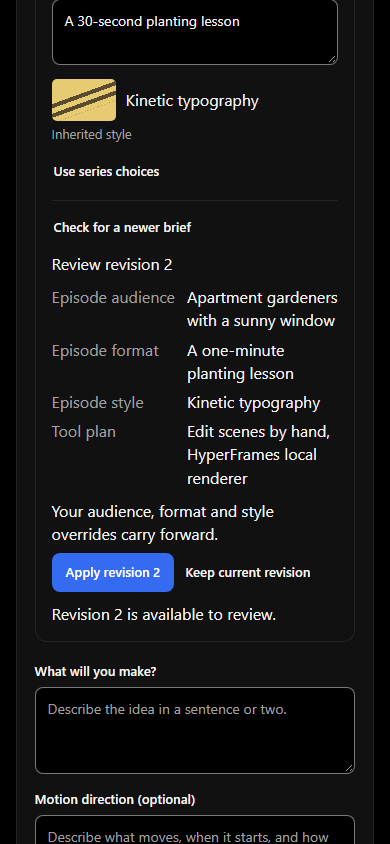 A 30-second planting lesson
Kinetic typography
Inherited style
Use series choices
Check for a newer brief
Review revision 2
Episode audience Apartment gardeners
with a sunny window
Episode format A one-minute
planting lesson
Episode style Kinetic typography
Tool plan Edit scenes by hand,
HyperFrames local
renderer
Your audience, format and style
overrides carry forward.
Apply revision 2 Keep current revision
Revision 2 is available to review.
What will you make?
Describe the idea in a sentence or two.
Motion direction (optional)
Describe what moves, when it starts, and how